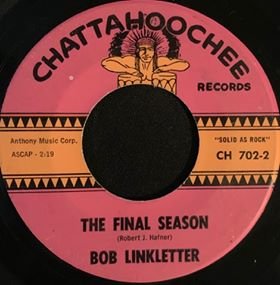 CHATTAHOOCHEE
RECORDS
Anthony Music Corp.
ASCAP - 2:19
"SOLID AS ROCK"
CH 702-2
THE FINAL SEASON
(Robert J. Hafner)
BOB LINKLETTER